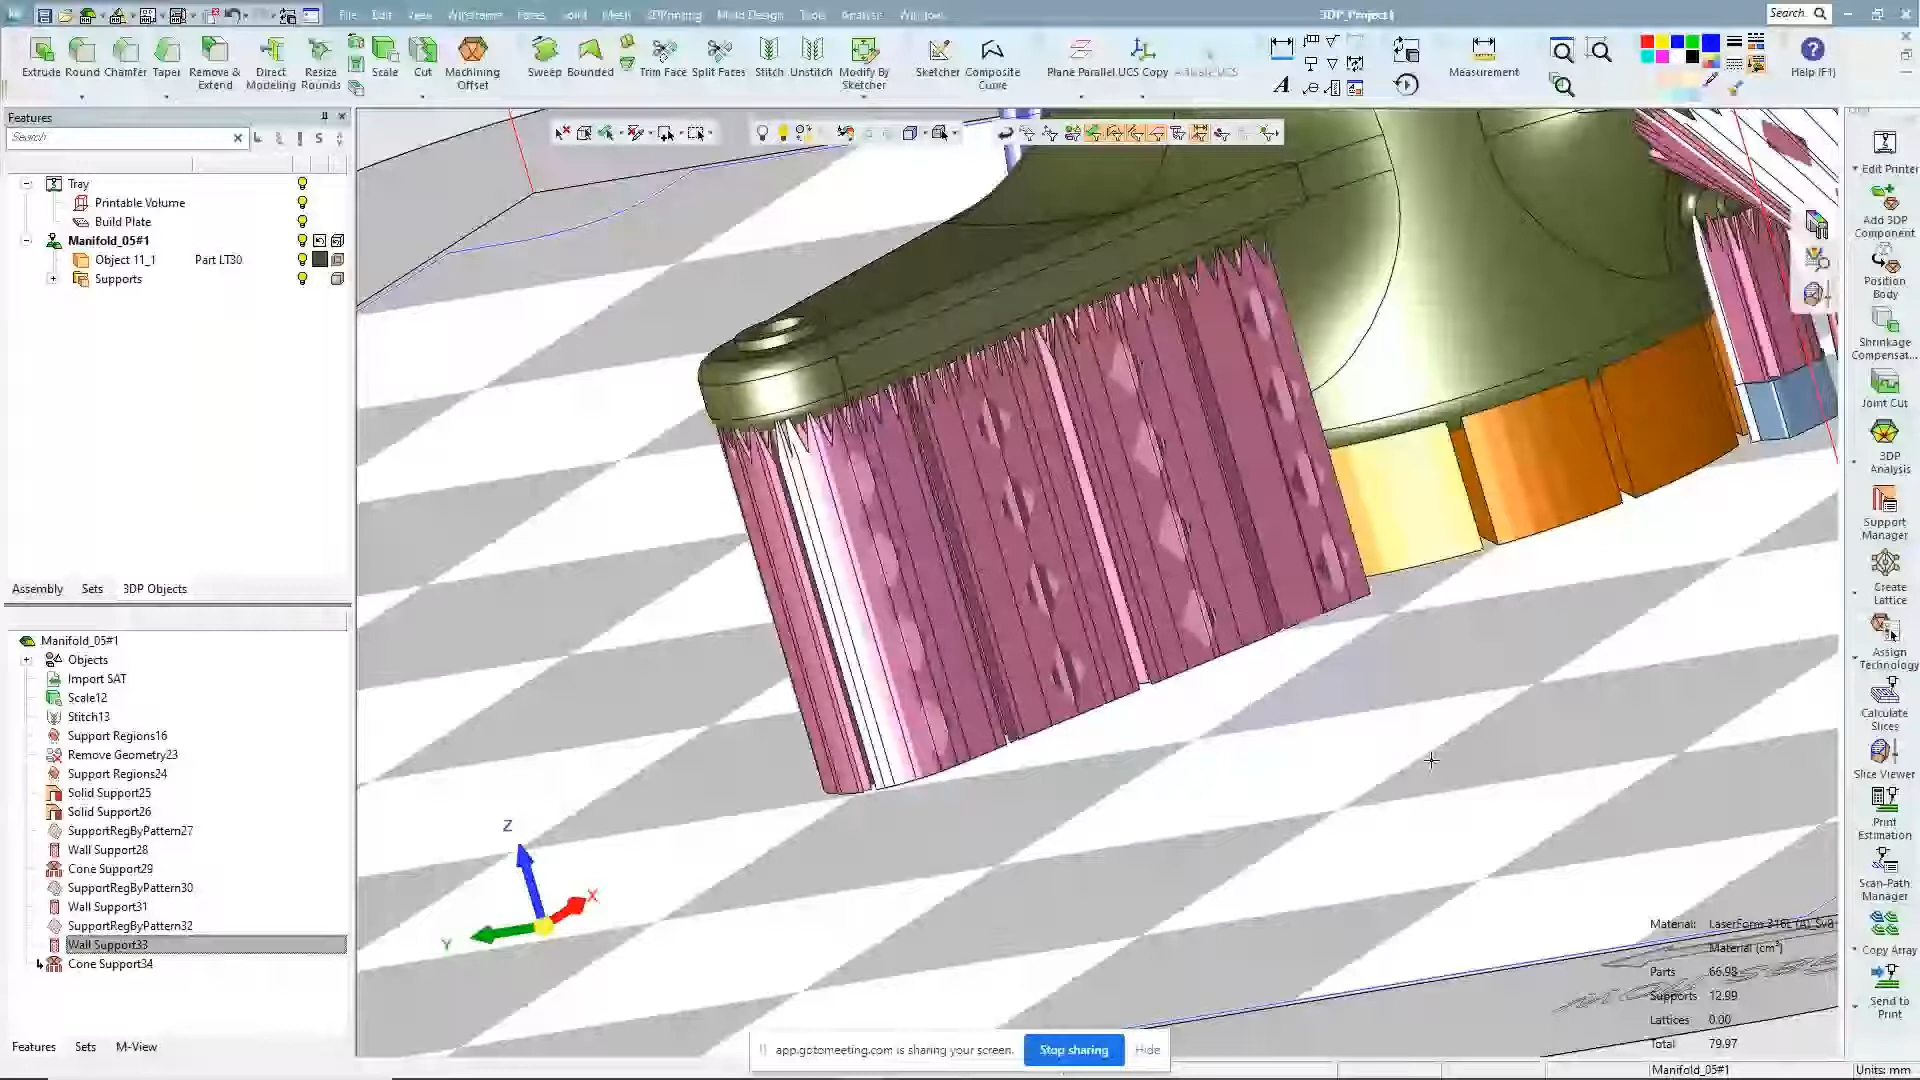 File Edit View Wireframe Faces Solid Mesh 3DPrinting Mold Design Tools Analysis Window
3DP_Project1
Search
Extrude Round Chamfer Taper Remove & Extend Direct Modeling Resize Rounds Scale Cut Machining Offset Sweep Bounded Trim Face Split Faces Stitch Unstitch Modify By Sketcher Sketcher Composite Curve Plane Parallel UCS Copy Activate UCS Measurement Help (F1)
Features
Search
S
Tray
Printable Volume
Build Plate
Manifold_05#1
Object 11_1 Part LT30
Supports
Assembly Sets 3DP Objects
Manifold_05#1
Objects
Import SAT
Scale12
Stitch13
Support Regions16
Remove Geometry23
Support Regions24
Solid Support25
Solid Support26
SupportRegByPattern27
Wall Support28
Cone Support29
SupportRegByPattern30
Wall Support31
SupportRegByPattern32
Wall Support33
Cone Support34
Features Sets M-View
Z
X
Y
Edit Printer
Add 3DP Component
Position Body
Shrinkage Compensat...
Joint Cut
3DP Analysis
Support Manager
Create Lattice
Assign Technology
Calculate Slices
Slice Viewer
Print Estimation
Scan-Path Manager
Copy Array
Send to Print
Material: LaserForm 316L (A)
Material (cm³)
Parts 66.98
Supports 12.99
Lattices 0.00
Total 79.97
app.gotomeeting.com is sharing your screen. Stop sharing Hide
Manifold_05#1 Units: mm